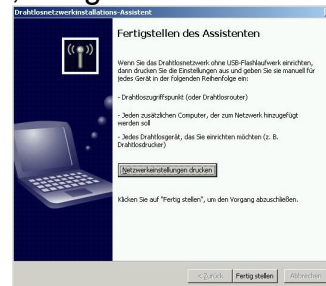 Drahtlosnetzwerkinstallations-Assistent
Fertigstellen des Assistenten
Wenn Sie das Drahtlosnetzwerk ohne USB-Flashlaufwerk einrichten,
dann drucken Sie die Einstellungen aus und geben Sie sie manuell für
jedes Gerät in der folgenden Reihenfolge ein:
- Drahtloszugriffspunkt (oder Drahtlosrouter)
- Jeden zusätzlichen Computer, der zum Netzwerk hinzugefügt
werden soll
- Jedes Drahtlosgerät, das Sie einrichten möchten (z. B.
Drahtlosdrucker)
Netzwerkeinstellungen drucken
Klicken Sie auf "Fertig stellen", um den Vorgang abzuschließen.
< Zurück Fertig stellen Abbrechen